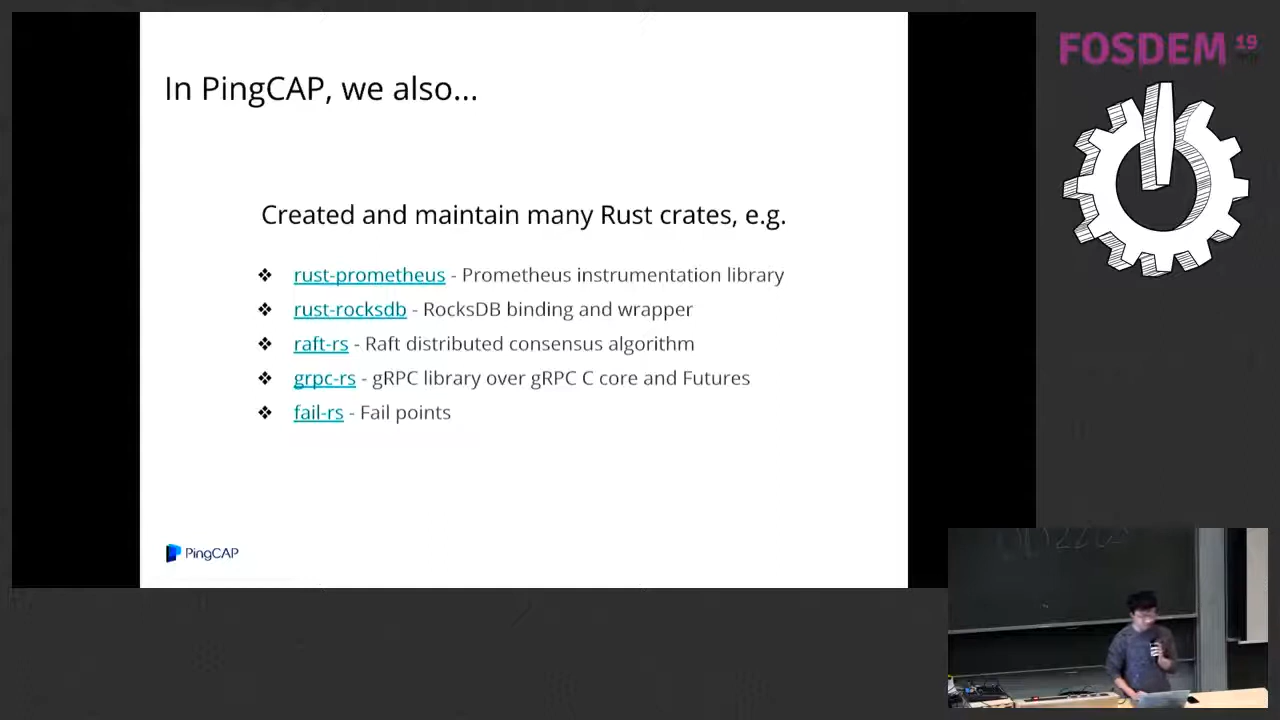 In PingCAP, we also...
Created and maintain many Rust crates, e.g.
❖ rust-prometheus - Prometheus instrumentation library
❖ rust-rocksdb - RocksDB binding and wrapper
❖ raft-rs - Raft distributed consensus algorithm
❖ grpc-rs - gRPC library over gRPC C core and Futures
❖ fail-rs - Fail points
PingCAP
FOSDEM 19